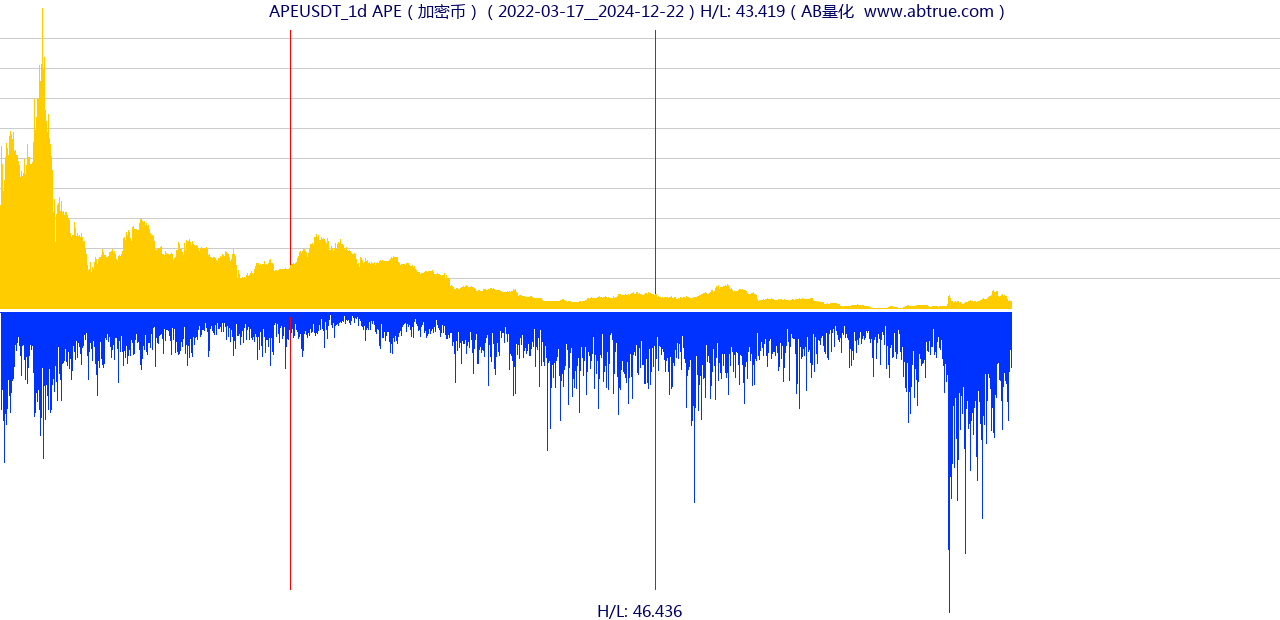 APEUSDT_1d APE ( 加密币 ) ( 2022-03-17__2024-12-22 ) H/L: 43.419 ( AB量化  www.abtrue.com )
H/L: 46.436